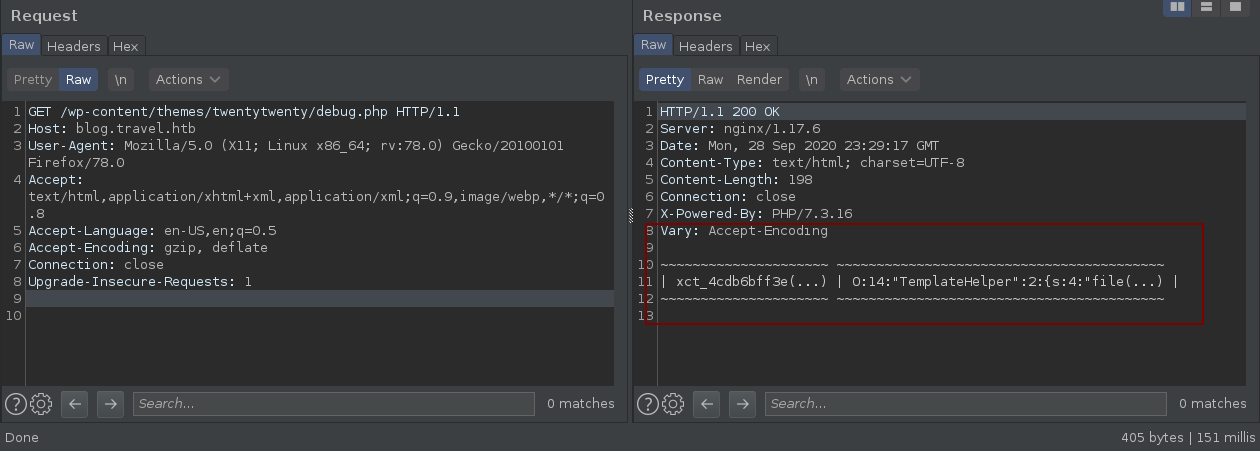 Request
Raw Headers Hex
Pretty Raw \n Actions
1 GET /wp-content/themes/twentytwenty/debug.php HTTP/1.1
2 Host: blog.travel.htb
3 User-Agent: Mozilla/5.0 (X11; Linux x86_64; rv:78.0) Gecko/20100101
Firefox/78.0
4 Accept:
text/html,application/xhtml+xml,application/xml;q=0.9,image/webp,*/*;q=0
.8
5 Accept-Language: en-US,en;q=0.5
6 Accept-Encoding: gzip, deflate
7 Connection: close
8 Upgrade-Insecure-Requests: 1
9
10
? Search... 0 matches
Response
Raw Headers Hex
Pretty Raw Render \n Actions
1 HTTP/1.1 200 OK
2 Server: nginx/1.17.6
3 Date: Mon, 28 Sep 2020 23:29:17 GMT
4 Content-Type: text/html; charset=UTF-8
5 Content-Length: 198
6 Connection: close
7 X-Powered-By: PHP/7.3.16
8 Vary: Accept-Encoding
9
10 ~~~~~~~~~~~~~~~~~~~~~ ~~~~~~~~~~~~~~~~~~~~~~~~~~~~~~~~~~~~~~~~~
11 | xct_4cdb6bff3e(...) | O:14:"TemplateHelper":2:{s:4:"file(...) |
12 ~~~~~~~~~~~~~~~~~~~~~ ~~~~~~~~~~~~~~~~~~~~~~~~~~~~~~~~~~~~~~~~~
13
? Search... 0 matches
Done 405 bytes | 151 millis